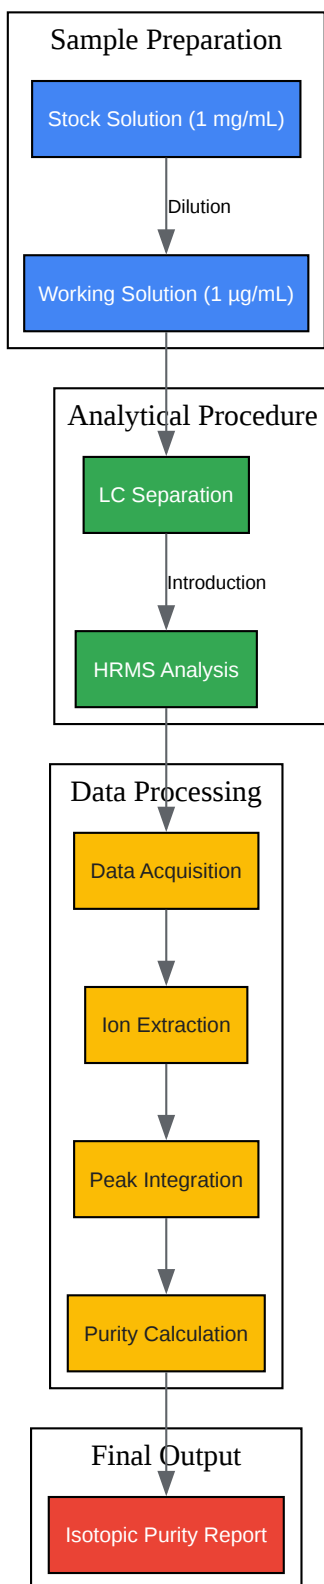 Sample Preparation
Stock Solution (1 mg/mL)
Dilution
Working Solution (1 µg/mL)
Analytical Procedure
LC Separation
Introduction
HRMS Analysis
Data Processing
Data Acquisition
Ion Extraction
Peak Integration
Purity Calculation
Final Output
Isotopic Purity Report